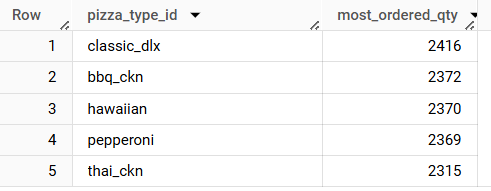 Row pizza_type_id most_ordered_qty
1 classic_dlx 2416
2 bbq_ckn 2372
3 hawaiian 2370
4 pepperoni 2369
5 thai_ckn 2315